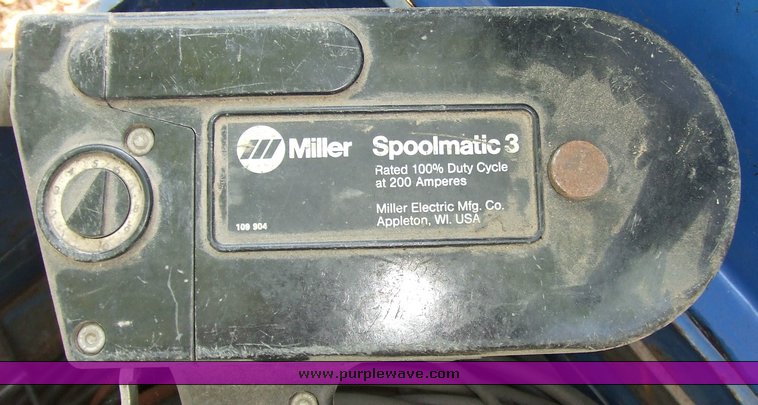 Miller Spoolmatic 3
Rated 100% Duty Cycle
at 200 Amperes
Miller Electric Mfg. Co.
Appleton, WI. USA
109 904
www.purplewave.com